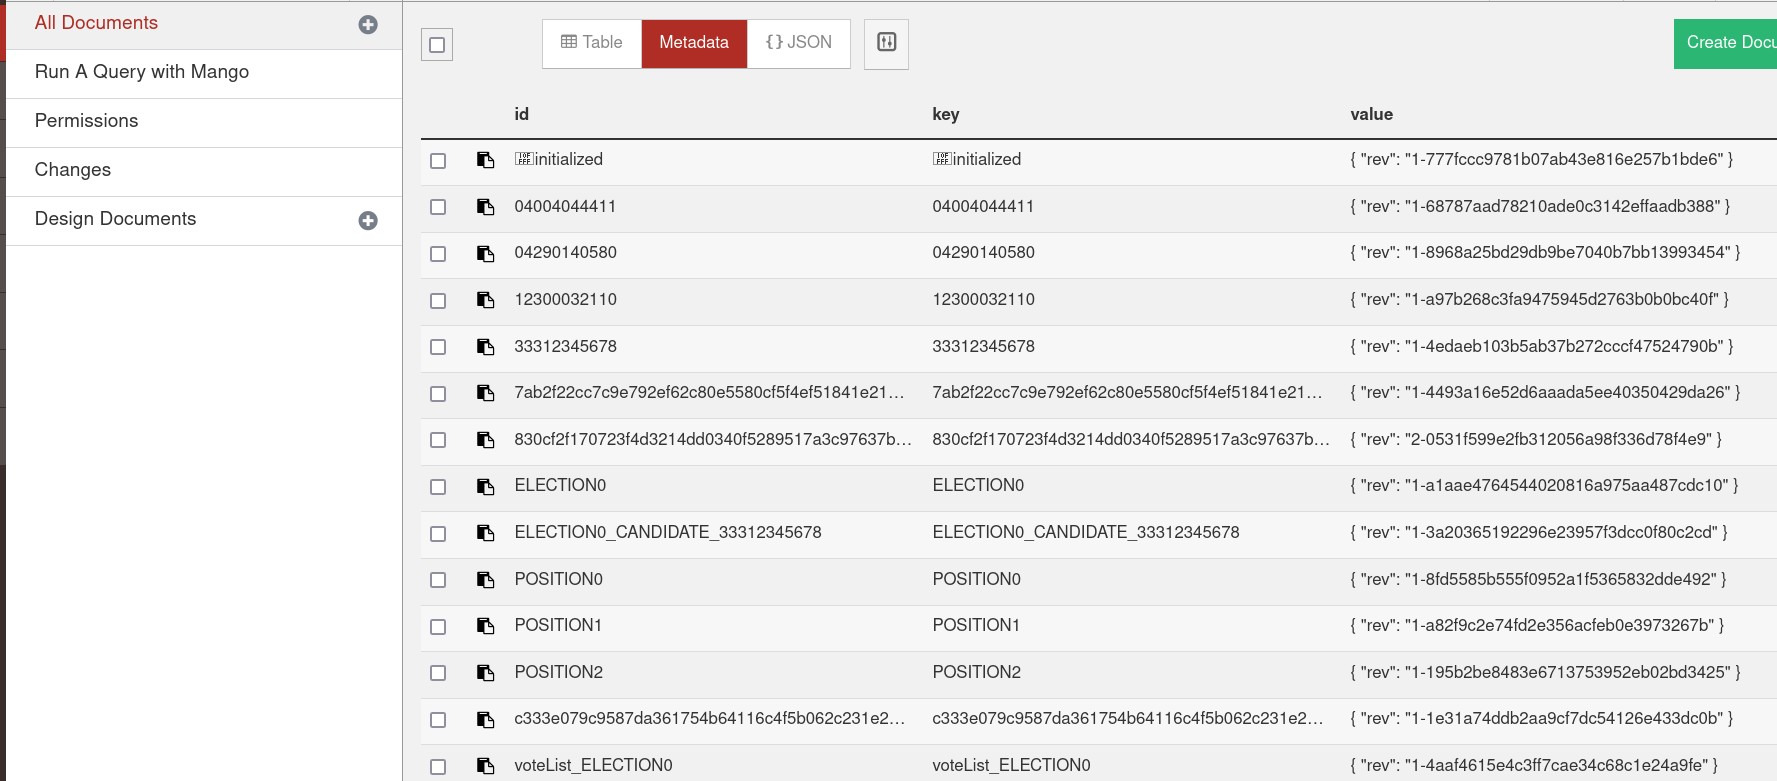 All Documents
Run A Query with Mango
Permissions
Changes
Design Documents
Table Metadata {} JSON
Create Docu
id key value
initialized initialized { "rev": "1-777fccc9781b07ab43e816e257b1bde6" }
04004044411 04004044411 { "rev": "1-68787aad78210ade0c3142effaadb388" }
04290140580 04290140580 { "rev": "1-8968a25bd29db9be7040b7bb13993454" }
12300032110 12300032110 { "rev": "1-a97b268c3fa9475945d2763b0b0bc40f" }
33312345678 33312345678 { "rev": "1-4edaeb103b5ab37b272cccf47524790b" }
7ab2f22cc7c9e792ef62c80e5580cf5f4ef51841e21... 7ab2f22cc7c9e792ef62c80e5580cf5f4ef51841e21... { "rev": "1-4493a16e52d6aaada5ee40350429da26" }
830cf2f170723f4d3214dd0340f5289517a3c97637b... 830cf2f170723f4d3214dd0340f5289517a3c97637b... { "rev": "2-0531f599e2fb312056a98f336d78f4e9" }
ELECTION0 ELECTION0 { "rev": "1-a1aae4764544020816a975aa487cdc10" }
ELECTION0_CANDIDATE_33312345678 ELECTION0_CANDIDATE_33312345678 { "rev": "1-3a20365192296e23957f3dcc0f80c2cd" }
POSITION0 POSITION0 { "rev": "1-8fd5585b555f0952a1f5365832dde492" }
POSITION1 POSITION1 { "rev": "1-a82f9c2e74fd2e356acfeb0e3973267b" }
POSITION2 POSITION2 { "rev": "1-195b2be8483e6713753952eb02bd3425" }
c333e079c9587da361754b64116c4f5b062c231e2... c333e079c9587da361754b64116c4f5b062c231e2... { "rev": "1-1e31a74ddb2aa9cf7dc54126e433dc0b" }
voteList_ELECTION0 voteList_ELECTION0 { "rev": "1-4aaf4615e4c3ff7cae34c68c1e24a9fe" }